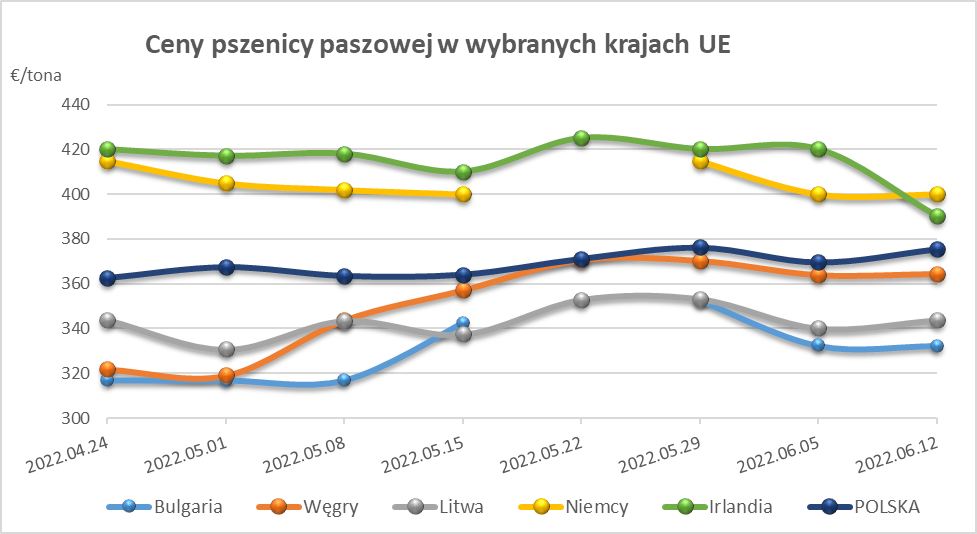 Ceny pszenicy paszowej w wybranych krajach UE
€/tona
440
420
400
380
360
340
320
300
2022.04.24 2022.05.01 2022.05.08 2022.05.15 2022.05.22 2022.05.29 2022.06.05 2022.06.12
Bulgaria Węgry Litwa Niemcy Irlandia POLSKA